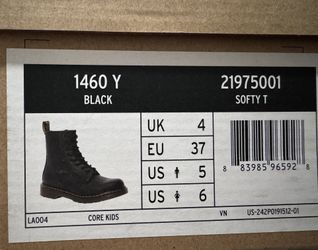 1460 Y 21975001
BLACK SOFTY T
UK 4
EU 37
US 5
US 6
8 83985 96592 8
LA004 CORE KIDS VN US-242P0191512-01